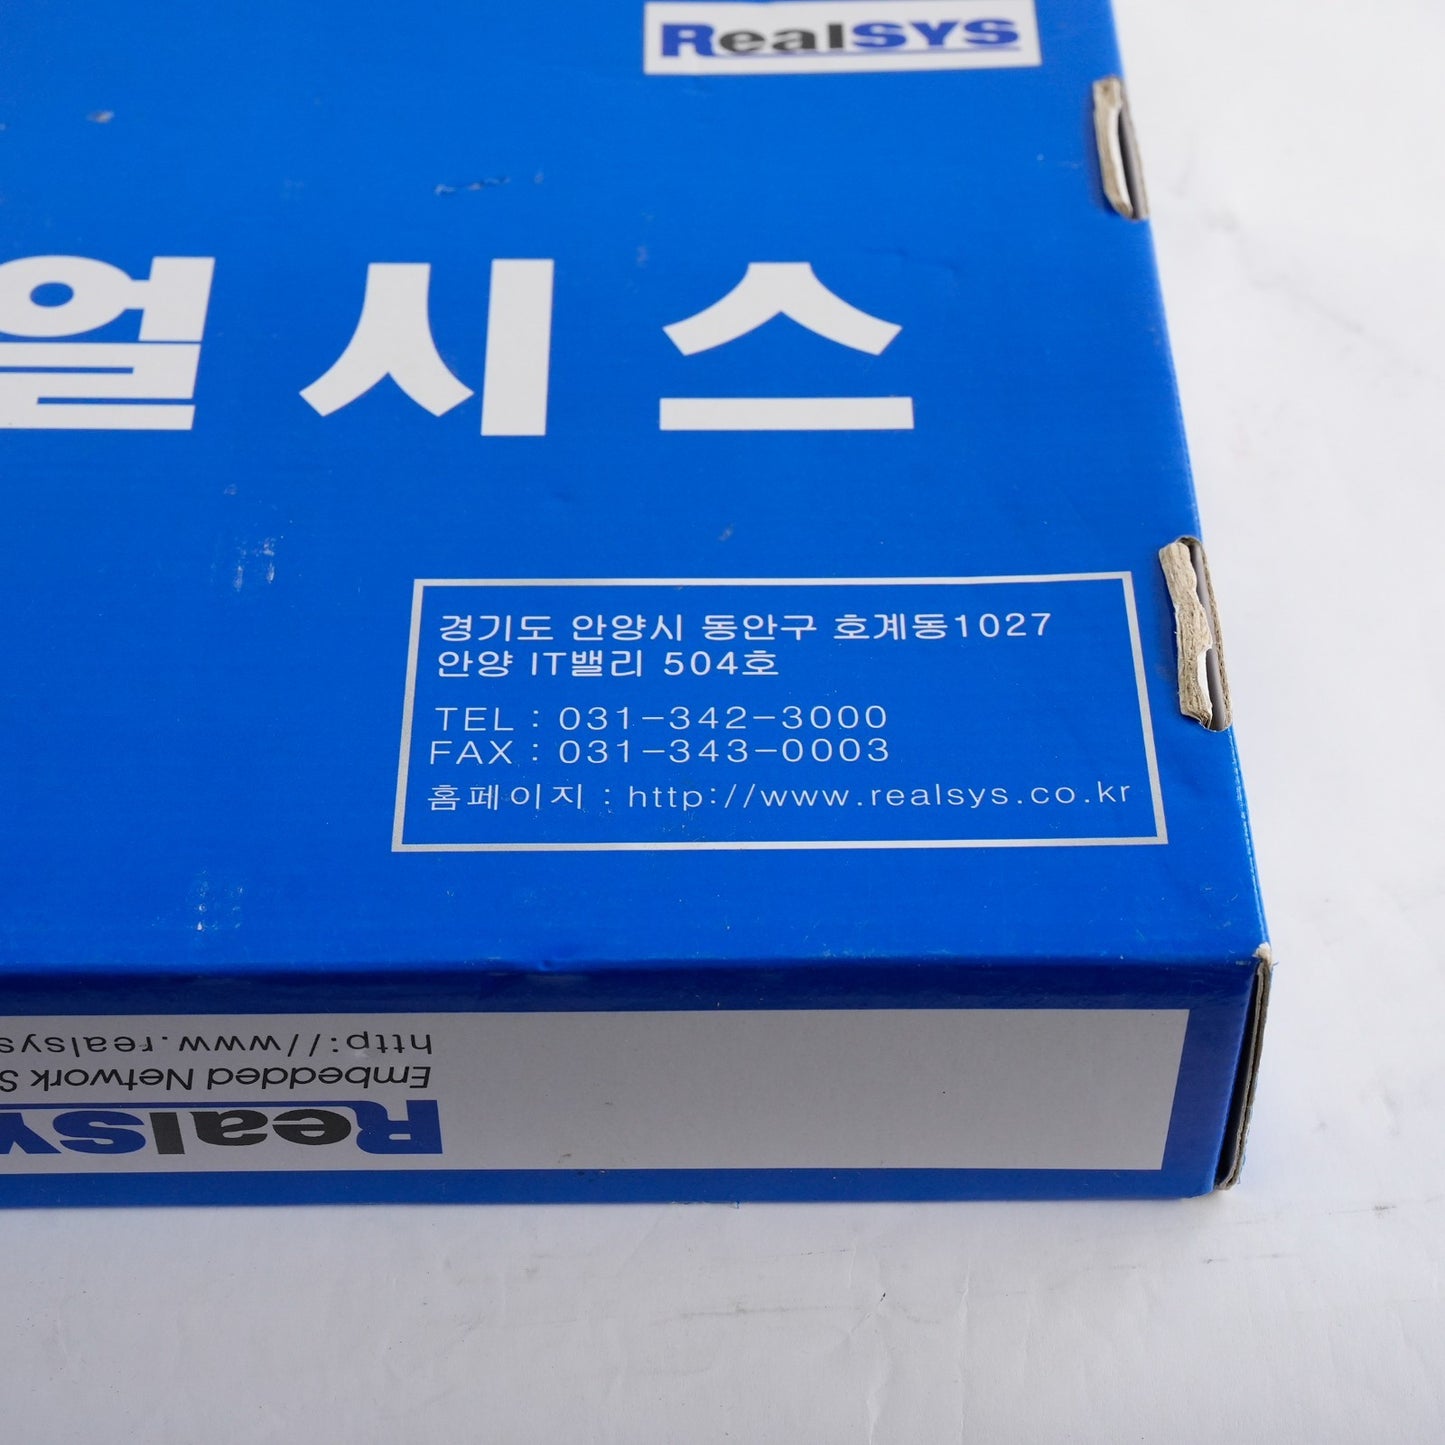 RealSYS
얼시스
경기도 안양시 동안구 호계동1027
안양 IT밸리 504호
TEL : 031-342-3000
FAX : 031-343-0003
홈페이지 : http://www.realsys.co.kr
RealSY
Embedded Network S
http://www.realsys